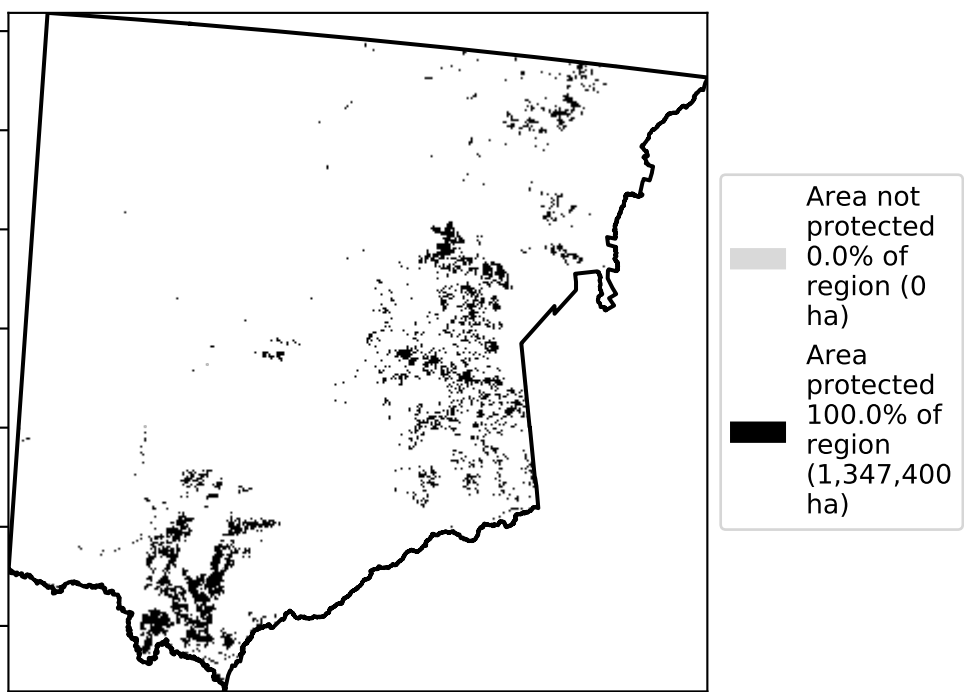 Area not
protected
0.0% of
region (0
ha)
Area
protected
100.0% of
region
(1,347,400
ha)